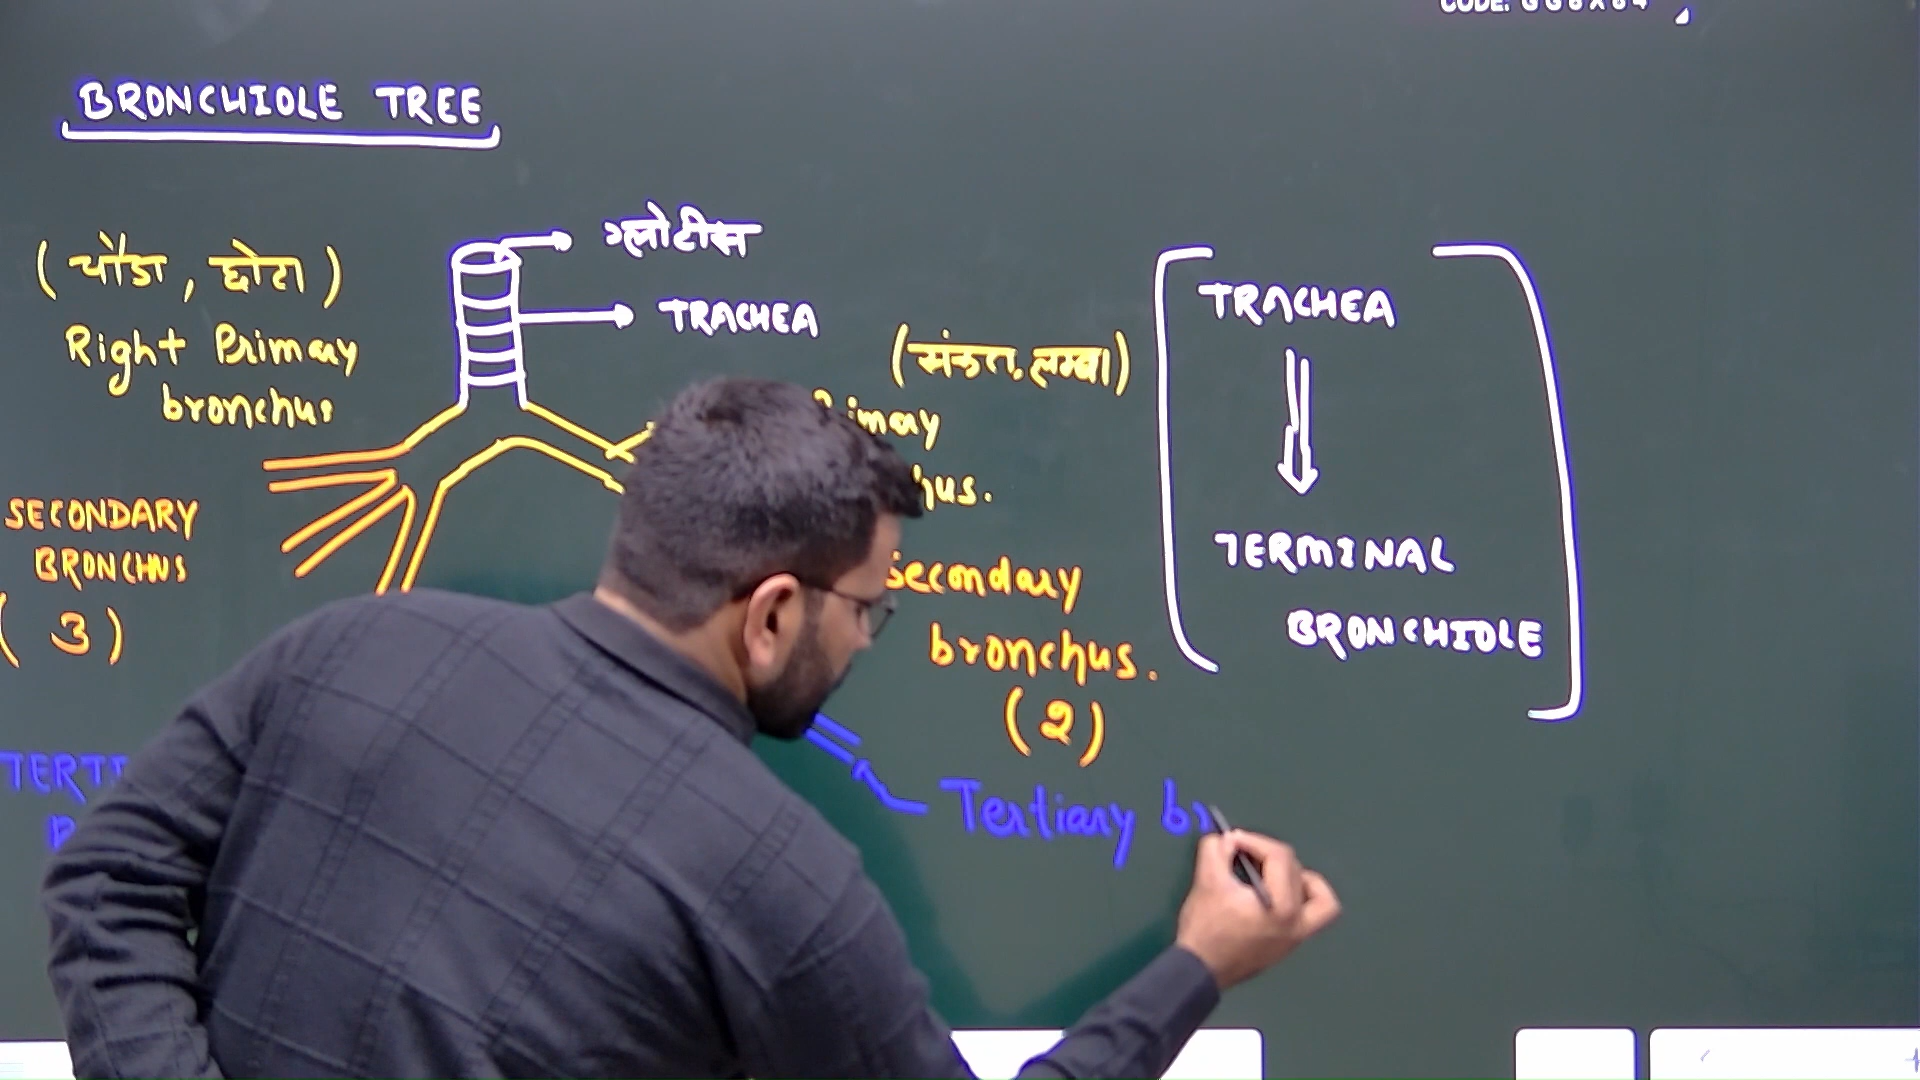 BRONCHIOLE TREE
ग्लोटीस
TRACHEA
(चौडा, छोटा)
Right Primary
bronchus
(संकरा, लम्बा)
SECONDARY
BRONCHUS
(3)
Secondary
bronchus.
(2)
Tertiary
TRACHEA
TERMINAL
BRONCHIOLE